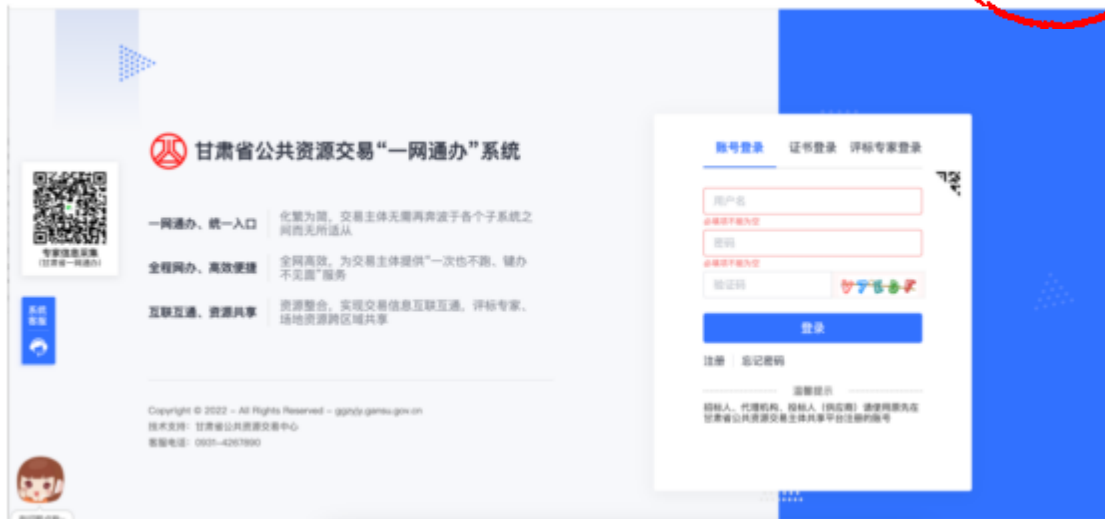 甘肃省公共资源交易“一网通办”系统
专家信息采集
（甘肃省一网通办）
一网通办、统一入口
化繁为简，交易主体无需再奔波于各个子系统之
间而无所适从
全程网办、高效便捷
全网高效，为交易主体提供“一次也不跑、键办
不见面”服务
互联互通、资源共享
资源整合，实现交易信息互联互通，评标专家、
场地资源跨区域共享
系统
客服
Copyright © 2022 - All Rights Reserved - ggzyjy.gansu.gov.cn
技术支持：甘肃省公共资源交易中心
客服电话：0931-4267890
账号登录 证书登录 评标专家登录
用户名
必填项不能为空
密码
必填项不能为空
验证码
登录
注册 忘记密码
温馨提示
招标人、代理机构、投标人（供应商）请使用原先在
甘肃省公共资源交易主体共享平台注册的账号